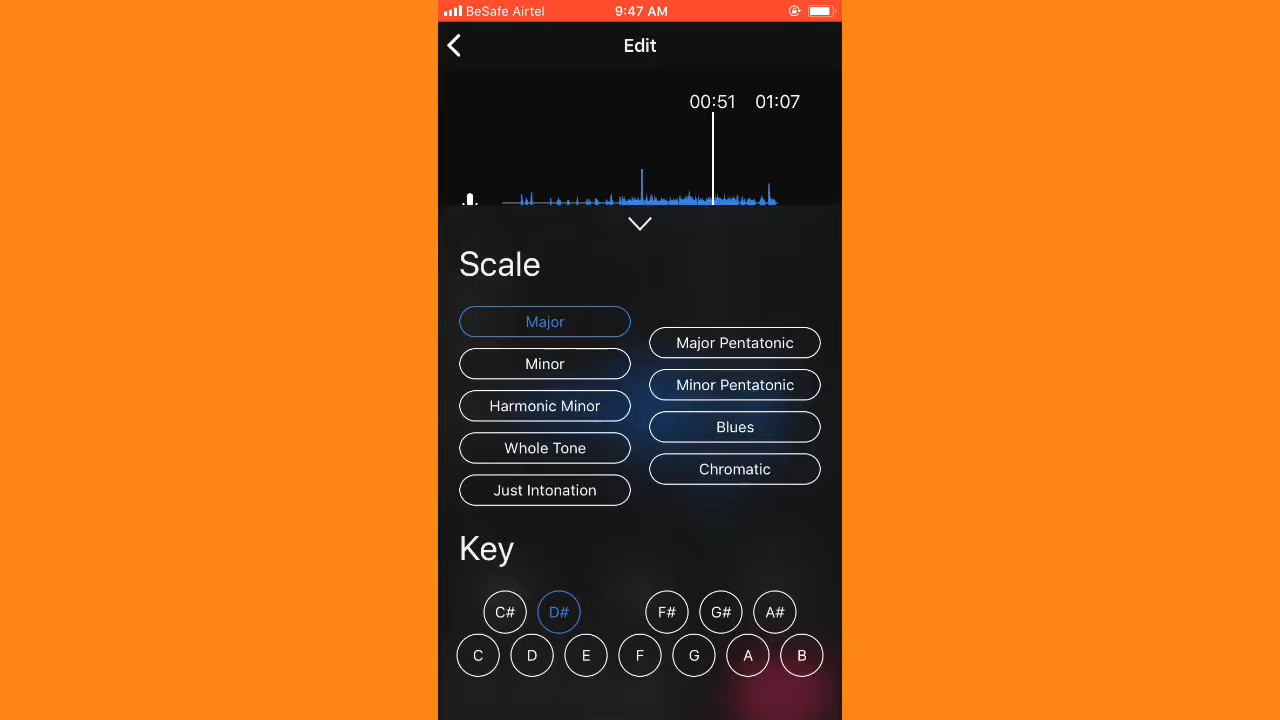 BeSafe Airtel 9:47 AM
Edit
00:51 01:07
Scale
Major
Minor
Harmonic Minor
Whole Tone
Just Intonation
Major Pentatonic
Minor Pentatonic
Blues
Chromatic
Key
C# D# F# G# A#
C D E F G A B